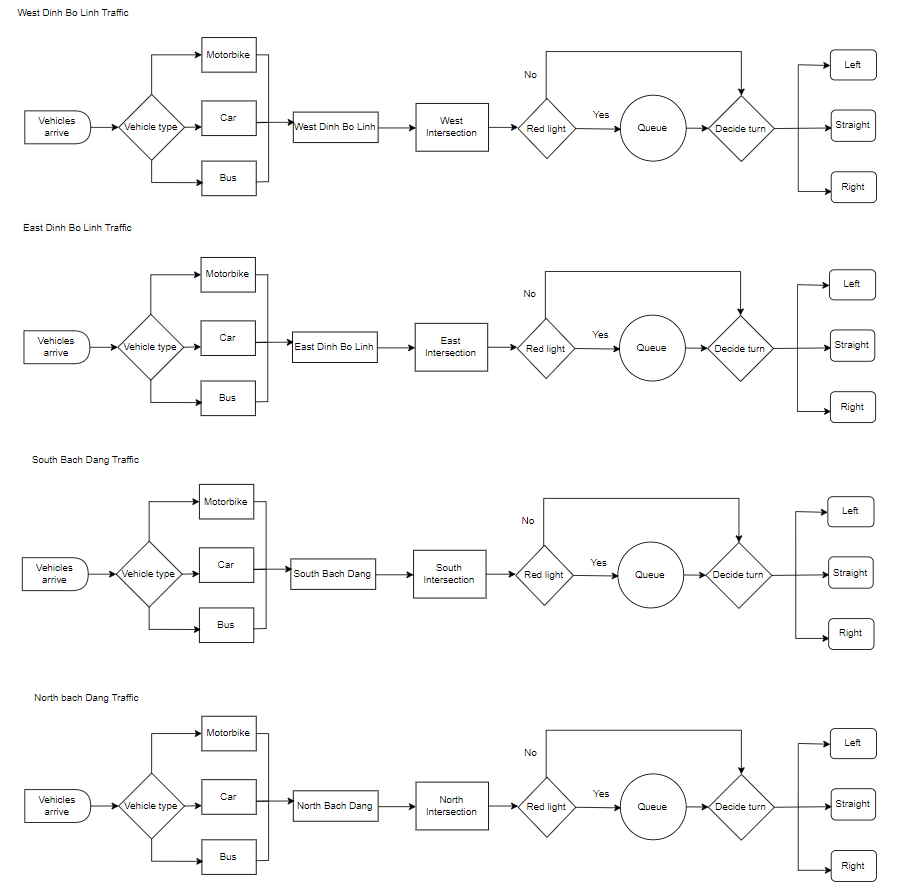 West Dinh Bo Linh Traffic
Motorbike
No
Left
Vehicles
arrive
Vehicle type
Car
West Dinh Bo Linh
West
Intersection
Red light
Yes
Queue
Decide turn
Straight
Bus
Right
East Dinh Bo Linh Traffic
Motorbike
No
Left
Vehicles
arrive
Vehicle type
Car
East Dinh Bo Linh
East
Intersection
Red light
Yes
Queue
Decide turn
Straight
Bus
Right
South Bach Dang Traffic
Motorbike
No
Left
Vehicles
arrive
Vehicle type
Car
South Bach Dang
South
Intersection
Red light
Yes
Queue
Decide turn
Straight
Bus
Right
North bach Dang Traffic
Motorbike
No
Left
Vehicles
arrive
Vehicle type
Car
North Bach Dang
North
Intersection
Red light
Yes
Queue
Decide turn
Straight
Bus
Right